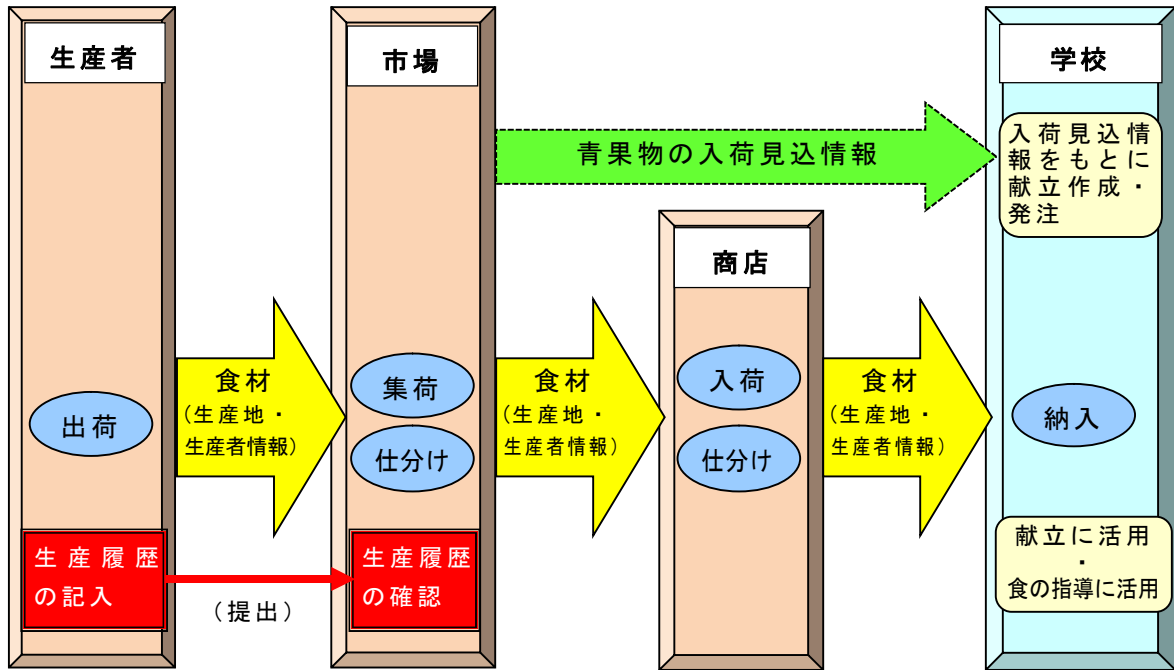 生産者
市場
学校
青果物の入荷見込情報
入荷見込情
報をもとに
献立作成・
発注
商店
出荷
食材
(生産地・
生産者情報)
集荷
仕分け
食材
(生産地・
生産者情報)
入荷
仕分け
食材
(生産地・
生産者情報)
納入
生産履歴
の記入
(提出)
生産履歴
の確認
献立に活用
・
食の指導に活用